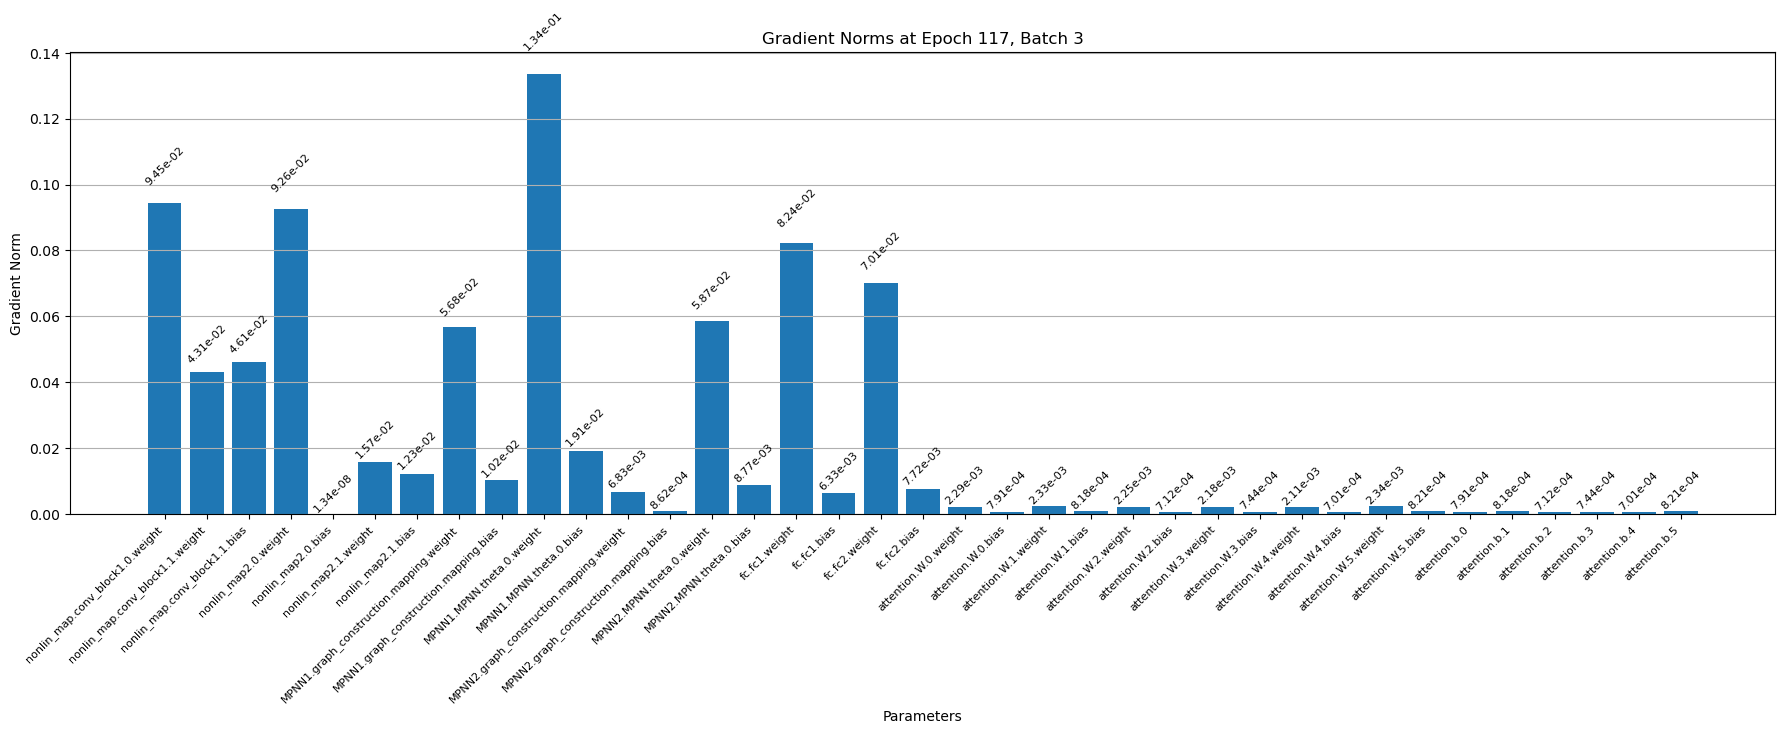 Gradient Norms at Epoch 117, Batch 3
Gradient Norm
0.14
0.12
0.10
0.08
0.06
0.04
0.02
0.00
9.45e-02
4.31e-02
4.61e-02
9.26e-02
1.34e-08
1.57e-02
1.23e-02
5.68e-02
1.02e-02
1.34e-01
1.91e-02
6.83e-03
8.62e-04
5.87e-02
8.77e-03
8.24e-02
6.33e-03
7.01e-02
7.72e-03
2.29e-03
7.91e-04
2.33e-03
8.18e-04
2.25e-03
7.12e-04
2.18e-03
7.44e-04
2.11e-03
7.01e-04
2.34e-03
8.21e-04
7.91e-04
8.18e-04
7.12e-04
7.44e-04
7.01e-04
8.21e-04
nonlin_map.conv_block1.0.weight
nonlin_map.conv_block1.1.weight
nonlin_map.conv_block1.1.bias
nonlin_map2.0.weight
nonlin_map2.0.bias
nonlin_map2.1.weight
nonlin_map2.1.bias
MPNN1.graph_construction.mapping.weight
MPNN1.graph_construction.mapping.bias
MPNN1.MPNN.theta.0.weight
MPNN1.MPNN.theta.0.bias
MPNN2.graph_construction.mapping.weight
MPNN2.graph_construction.mapping.bias
MPNN2.MPNN.theta.0.weight
MPNN2.MPNN.theta.0.bias
fc.fc1.weight
fc.fc1.bias
fc.fc2.weight
fc.fc2.bias
attention.W.0.weight
attention.W.0.bias
attention.W.1.weight
attention.W.1.bias
attention.W.2.weight
attention.W.2.bias
attention.W.3.weight
attention.W.3.bias
attention.W.4.weight
attention.W.4.bias
attention.W.5.weight
attention.W.5.bias
attention.b.0
attention.b.1
attention.b.2
attention.b.3
attention.b.4
attention.b.5
Parameters